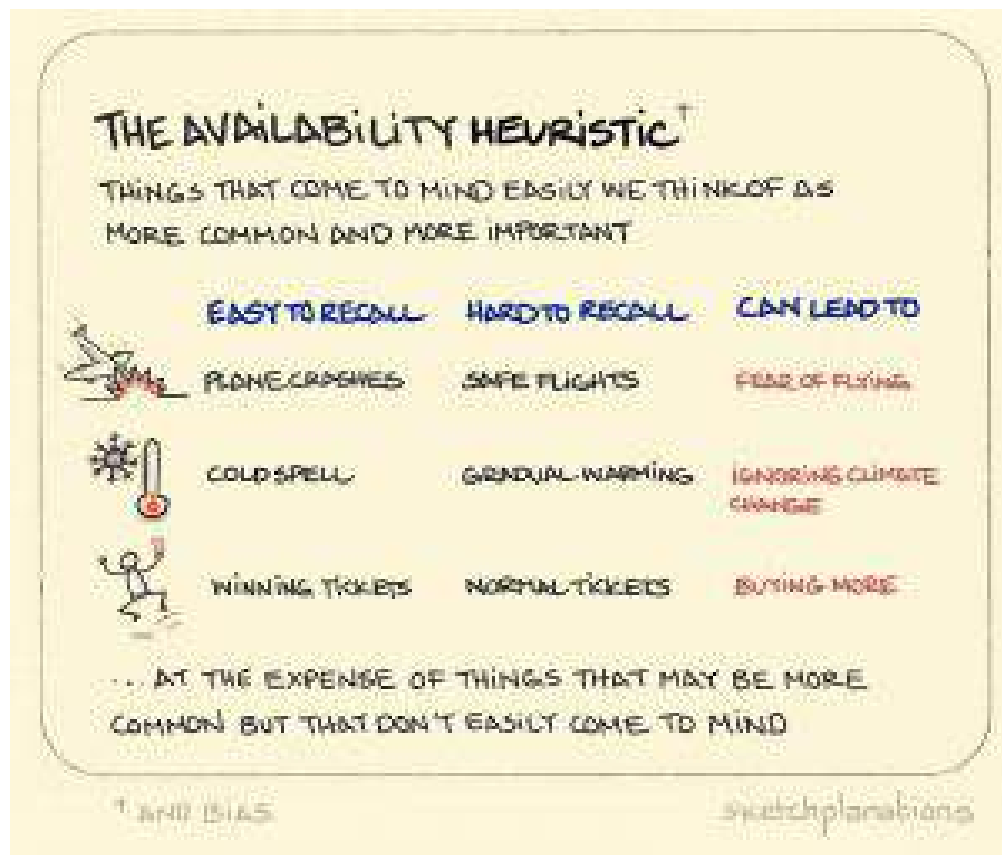 THE AVAILABILITY HEURISTIC†
THINGS THAT COME TO MIND EASILY WE THINK OF AS
MORE COMMON AND MORE IMPORTANT
EASY TO RECALL HARD TO RECALL CAN LEAD TO
PLANE CRASHES SAFE FLIGHTS FEAR OF FLYING
COLD SPELL GRADUAL WARMING IGNORING CLIMATE
CHANGE
WINNING TICKETS NORMAL TICKETS BUYING MORE
... AT THE EXPENSE OF THINGS THAT MAY BE MORE
COMMON BUT THAT DON'T EASILY COME TO MIND
† AND BIAS sketchplanations